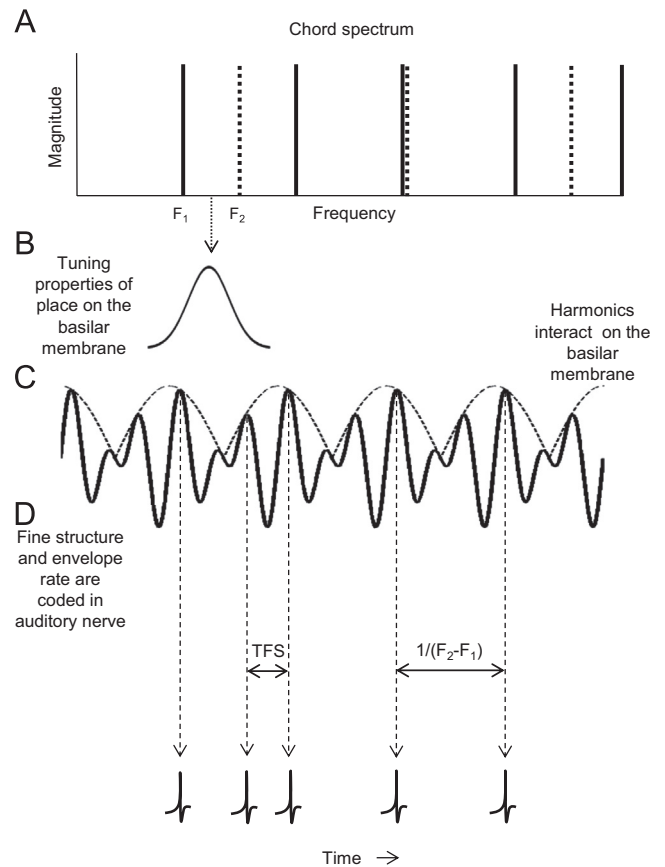 A
Chord spectrum
Magnitude
F₁
F₂
Frequency
B
Tuning
properties of
place on the
basilar
membrane
Harmonics
interact on the
basilar
membrane
C
D
Fine structure
and envelope
rate are
coded in
auditory nerve
TFS
1/(F₂-F₁)
Time